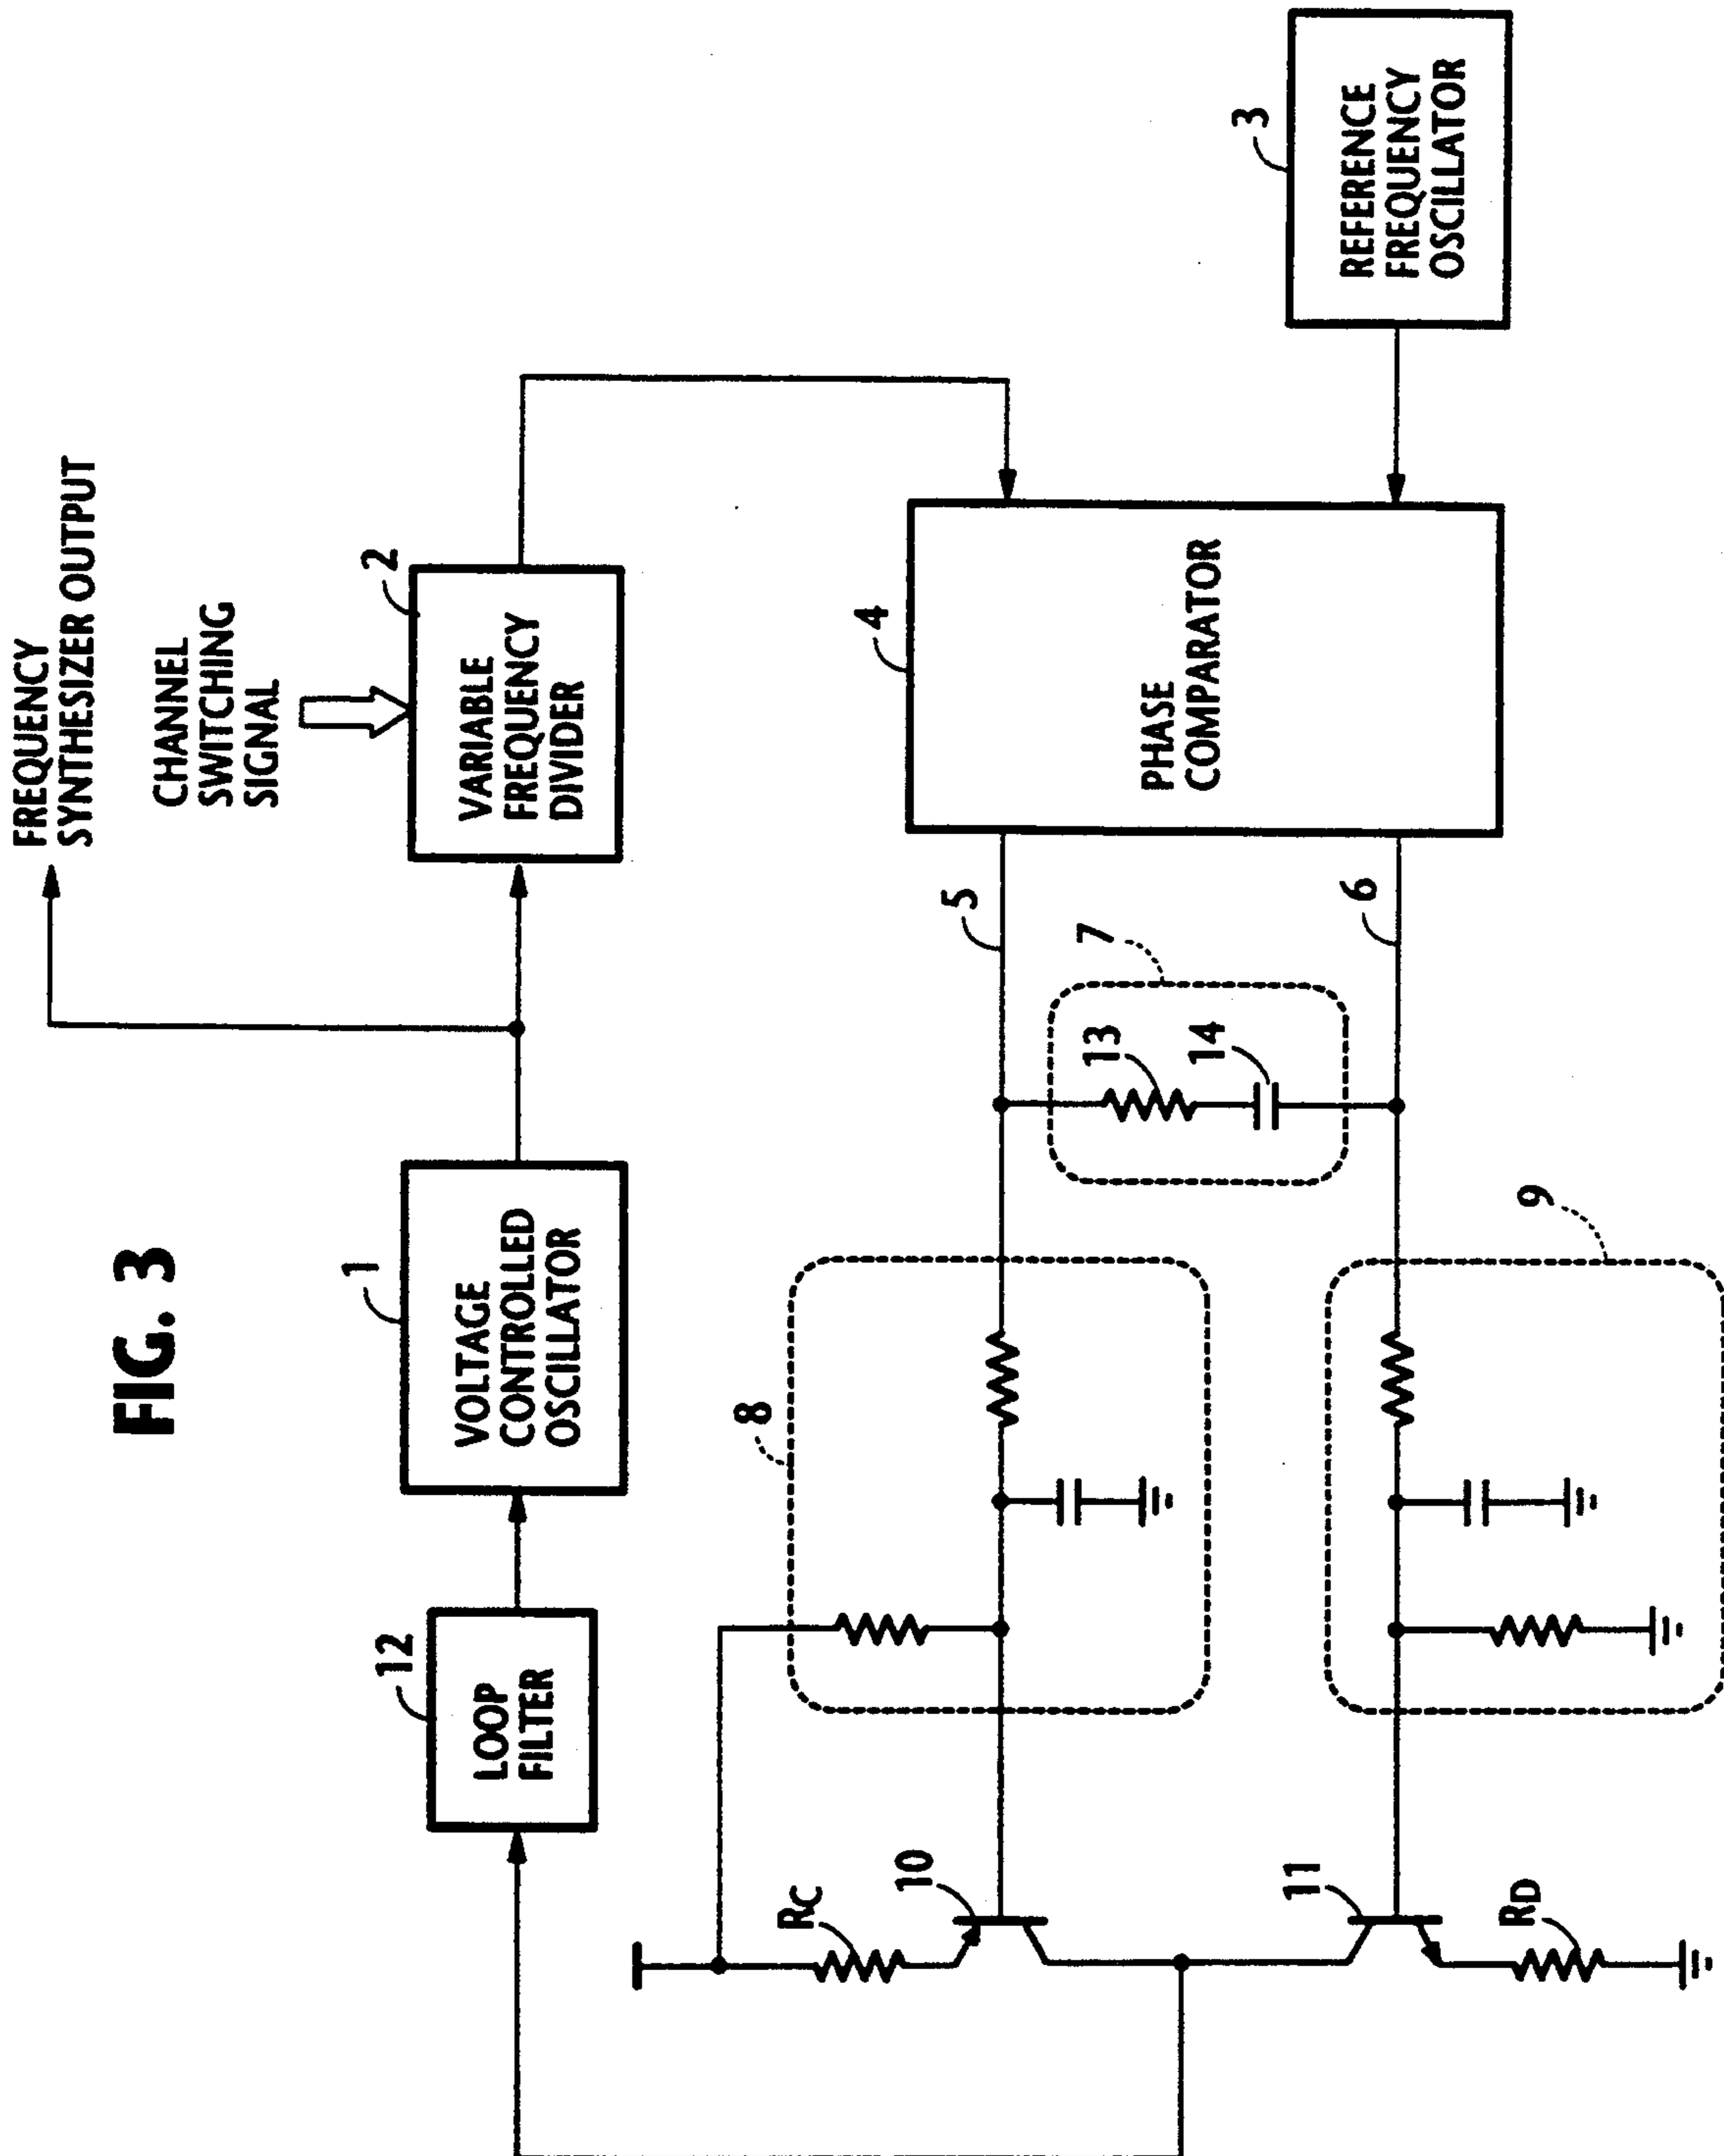 FIG. 3
FREQUENCY
SYNTHESIZER OUTPUT
CHANNEL
SWITCHING
SIGNAL
12
LOOP
FILTER
1
VOLTAGE
CONTROLLED
OSCILLATOR
2
VARIABLE
FREQUENCY
DIVIDER
RC
10
8
5
7
13
14
4
PHASE
COMPARATOR
3
REFERENCE
FREQUENCY
OSCILLATOR
11
RD
9
6